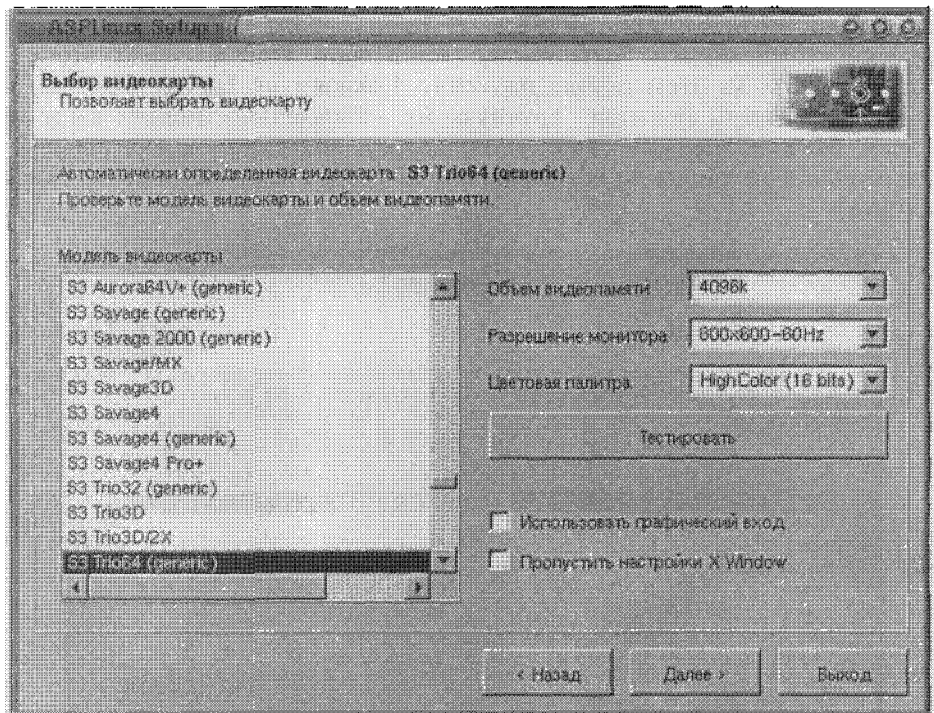 ASPLinux Setup
Выбор видеокарты
Позволяет выбрать видеокарту
Автоматически определенная видеокарта S3 Trio64 (generic)
Проверьте модель видеокарты и объем видеопамяти.
Модель видеокарты
S3 Aurora64V+ (generic)
S3 Savage (generic)
S3 Savage 2000 (generic)
S3 Savage/MX
S3 Savage3D
S3 Savage4
S3 Savage4 (generic)
S3 Savage4 Pro+
S3 Trio32 (generic)
S3 Trio3D
S3 Trio3D/2X
S3 Trio64 (generic)
Объем видеопамяти 4096k
Разрешение монитора 800x600-60Hz
Цветовая палитра HighColor (16 bits)
Тестировать
Использовать графический вход
Пропустить настройки X Window
< Назад
Далее >
Выход